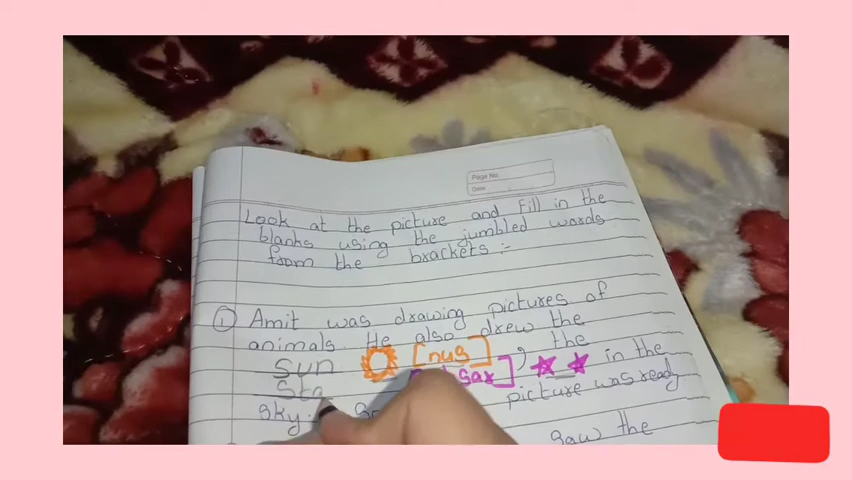 Page No.
Date
Look at the picture and fill in the
blanks using the jumbled words
from the brackets :-
① Amit was drawing pictures of
animals. He also drew the
Sun [nus], the
Sta sar] in the
Sky. picture was ready
saw the